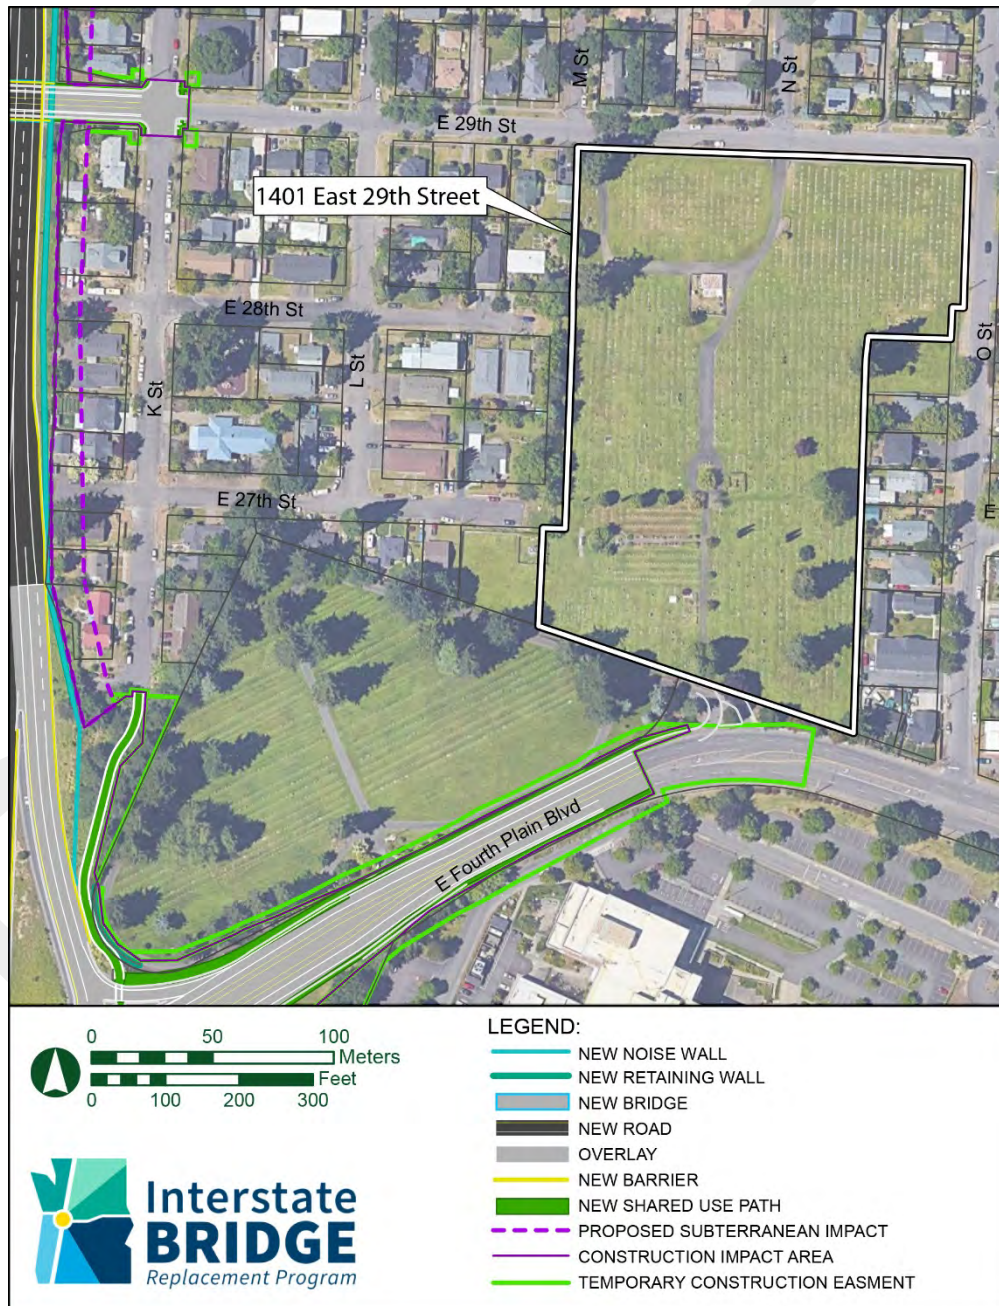 M St
N St
E 29th St
1401 East 29th Street
E 28th St
O St
L St
K St
E 27th St
E
E Fourth Plain Blvd
0 50 100
Meters
Feet
0 100 200 300
Interstate
BRIDGE
Replacement Program
LEGEND:
NEW NOISE WALL
NEW RETAINING WALL
NEW BRIDGE
NEW ROAD
OVERLAY
NEW BARRIER
NEW SHARED USE PATH
PROPOSED SUBTERRANEAN IMPACT
CONSTRUCTION IMPACT AREA
TEMPORARY CONSTRUCTION EASMENT